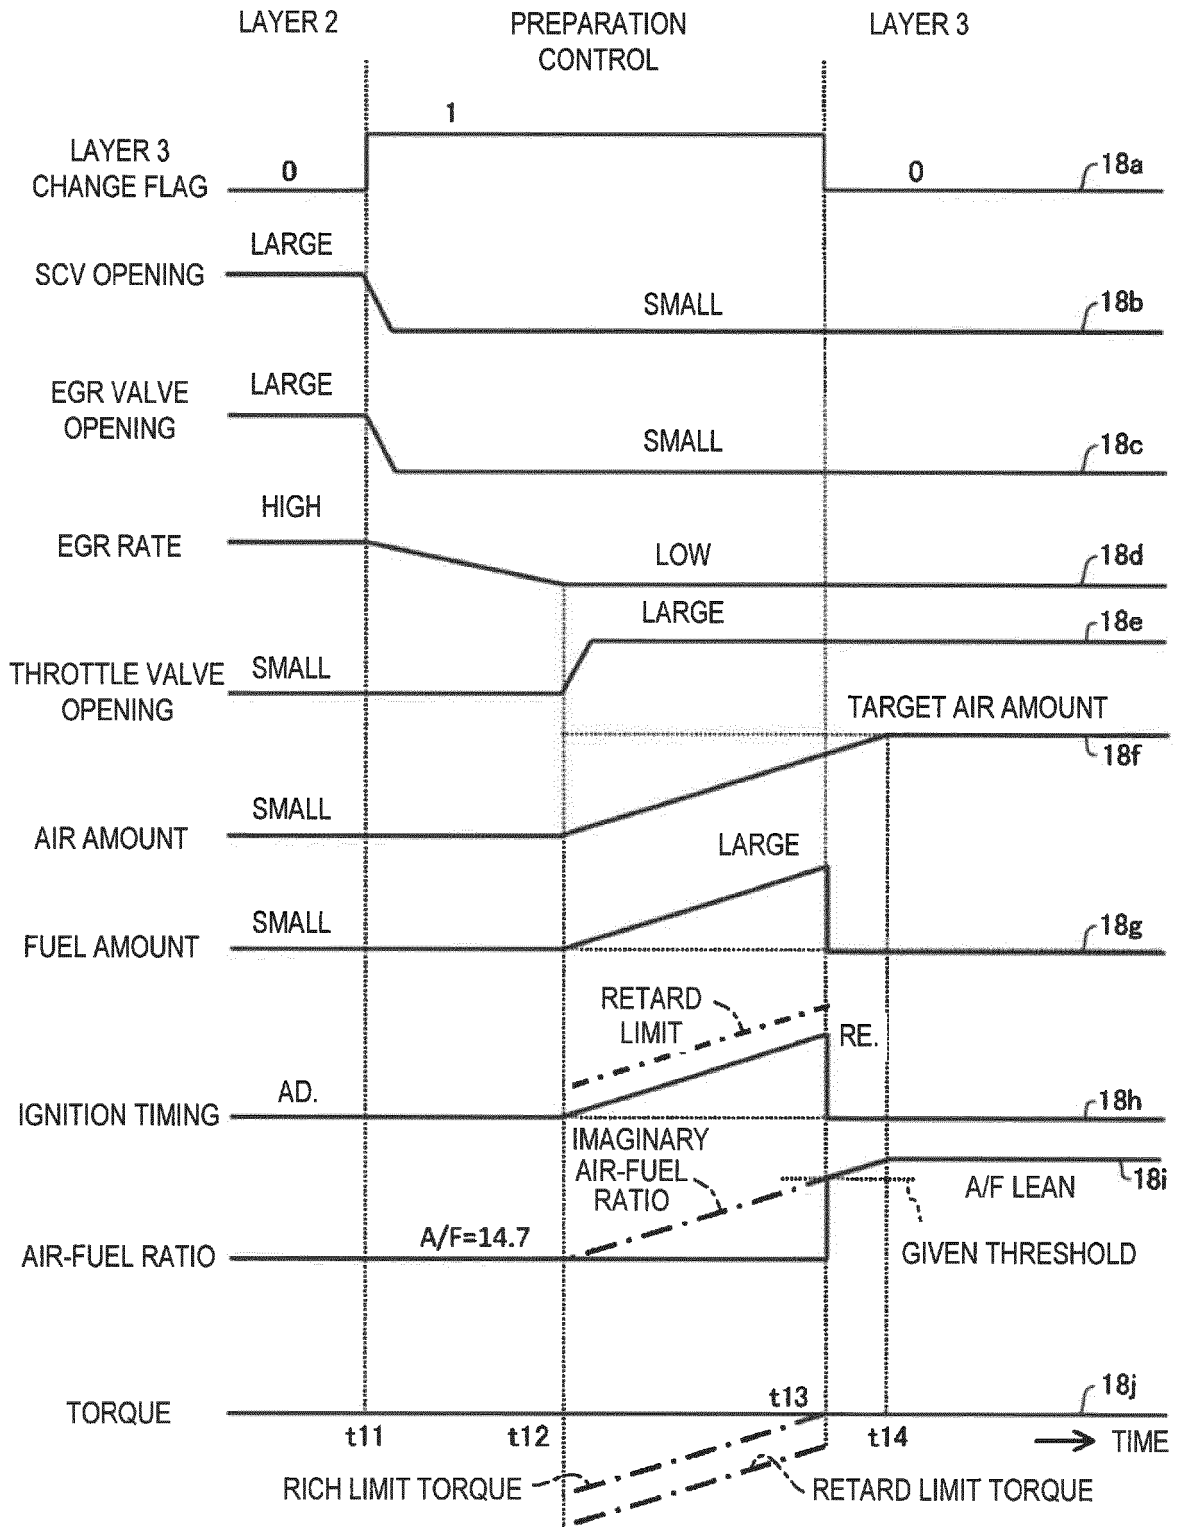 LAYER 2
PREPARATION
CONTROL
LAYER 3
1
LAYER 3
CHANGE FLAG
0
0
18a
LARGE
SCV OPENING
SMALL
18b
EGR VALVE
OPENING
LARGE
SMALL
18c
HIGH
EGR RATE
LOW
18d
LARGE
18e
THROTTLE VALVE
OPENING
SMALL
TARGET AIR AMOUNT
18f
SMALL
AIR AMOUNT
LARGE
SMALL
FUEL AMOUNT
18g
RETARD
LIMIT
RE.
AD.
IGNITION TIMING
18h
IMAGINARY
AIR-FUEL
RATIO
18i
A/F LEAN
A/F=14.7
AIR-FUEL RATIO
GIVEN THRESHOLD
18j
TORQUE
t13
t11
t12
t14
TIME
RICH LIMIT TORQUE
RETARD LIMIT TORQUE